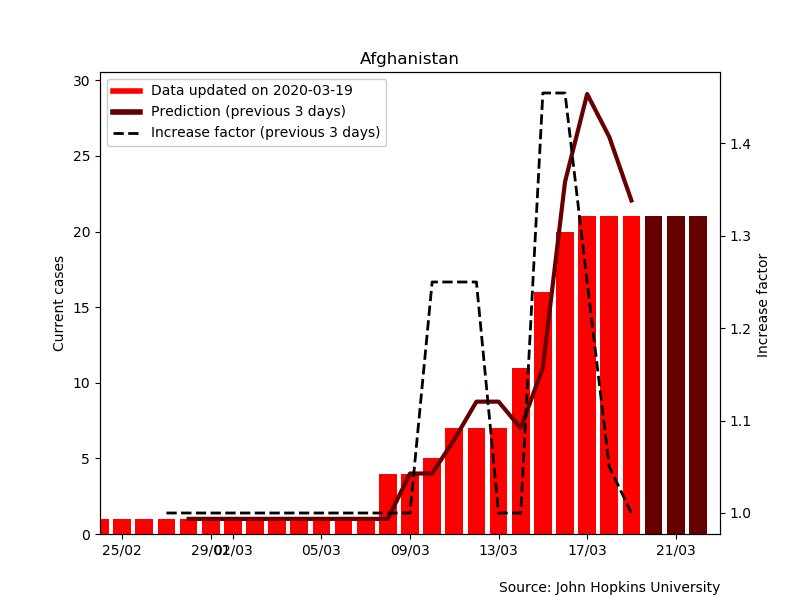 Afghanistan
Data updated on 2020-03-19
Prediction (previous 3 days)
Increase factor (previous 3 days)
30
25
20
15
10
5
0
Current cases
1.4
1.3
1.2
1.1
1.0
Increase factor
25/02 29/02 01/03 05/03 09/03 13/03 17/03 21/03
Source: John Hopkins University